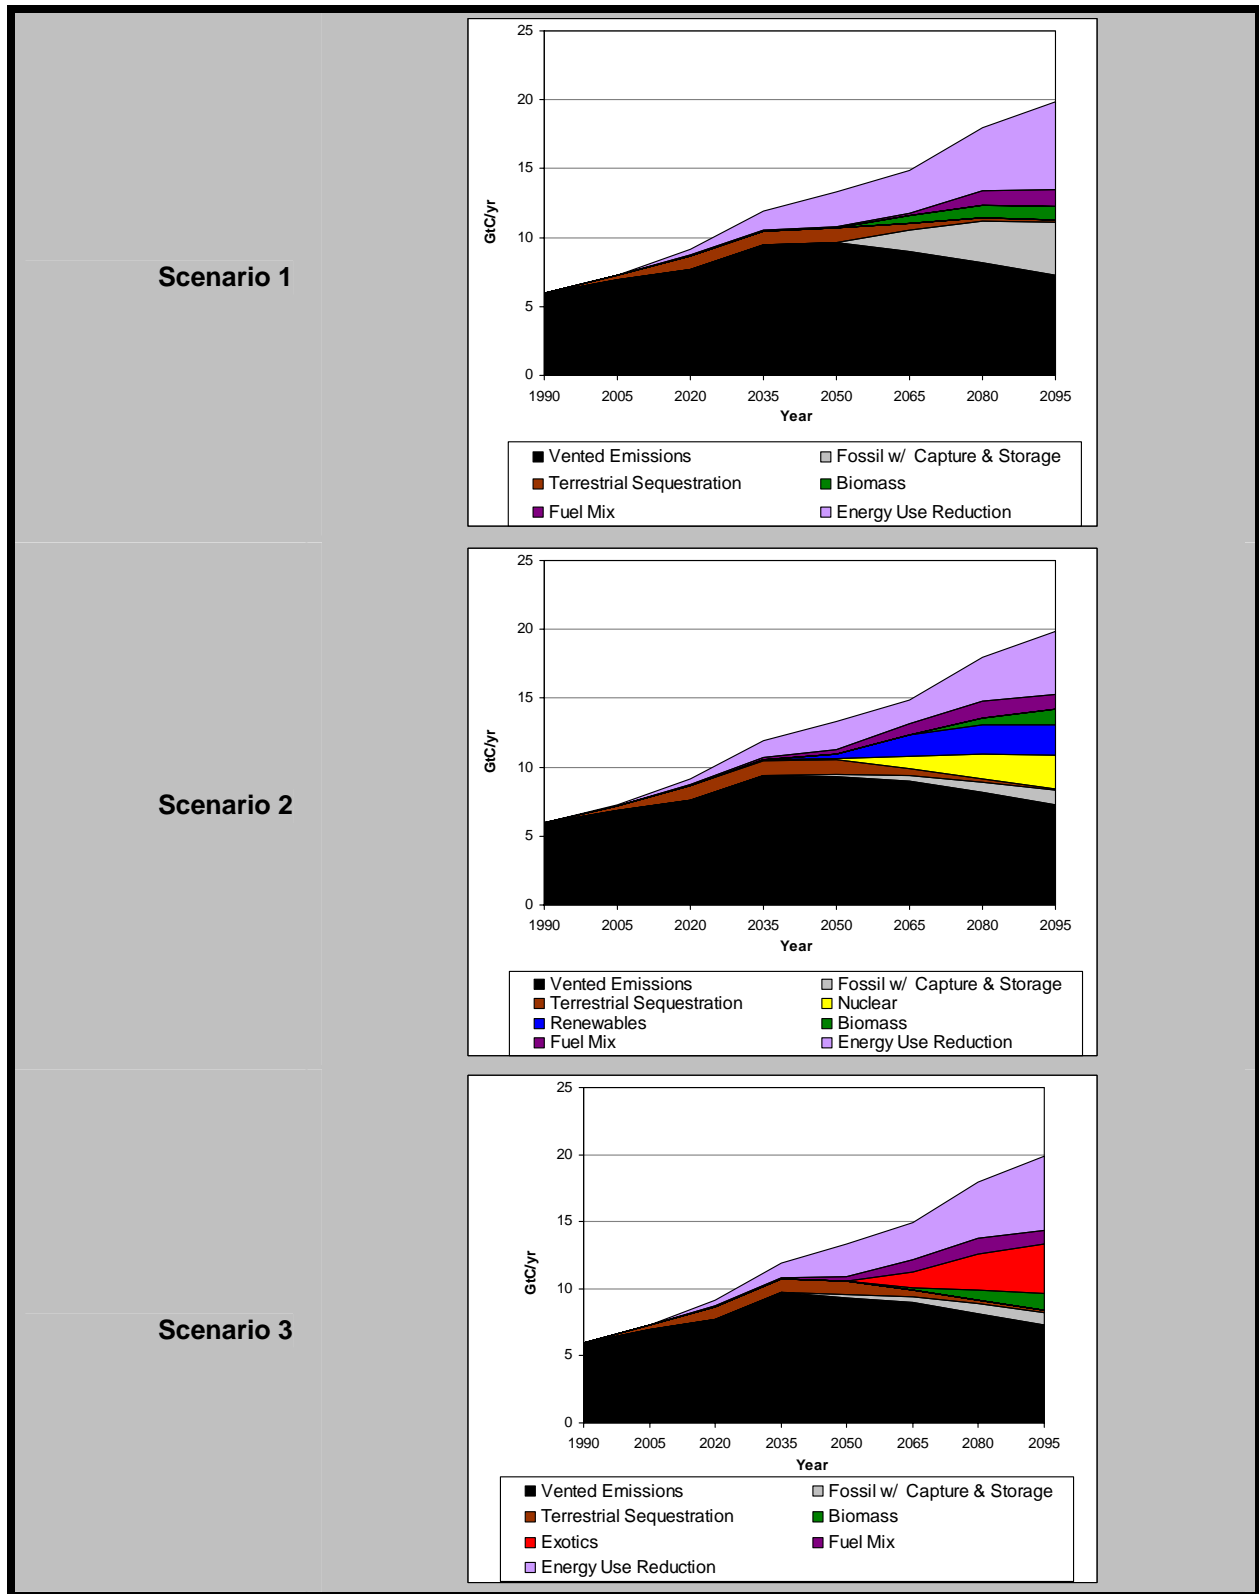 Scenario 1
25
20
15
10
5
0
GtC/yr
1990 2005 2020 2035 2050 2065 2080 2095
Year
Vented Emissions Fossil w/ Capture & Storage
Terrestrial Sequestration Biomass
Fuel Mix Energy Use Reduction
Scenario 2
25
20
15
10
5
0
GtC/yr
1990 2005 2020 2035 2050 2065 2080 2095
Year
Vented Emissions Fossil w/ Capture & Storage
Terrestrial Sequestration Nuclear
Renewables Biomass
Fuel Mix Energy Use Reduction
Scenario 3
25
20
15
10
5
0
GtC/yr
1990 2005 2020 2035 2050 2065 2080 2095
Year
Vented Emissions Fossil w/ Capture & Storage
Terrestrial Sequestration Biomass
Exotics Fuel Mix
Energy Use Reduction